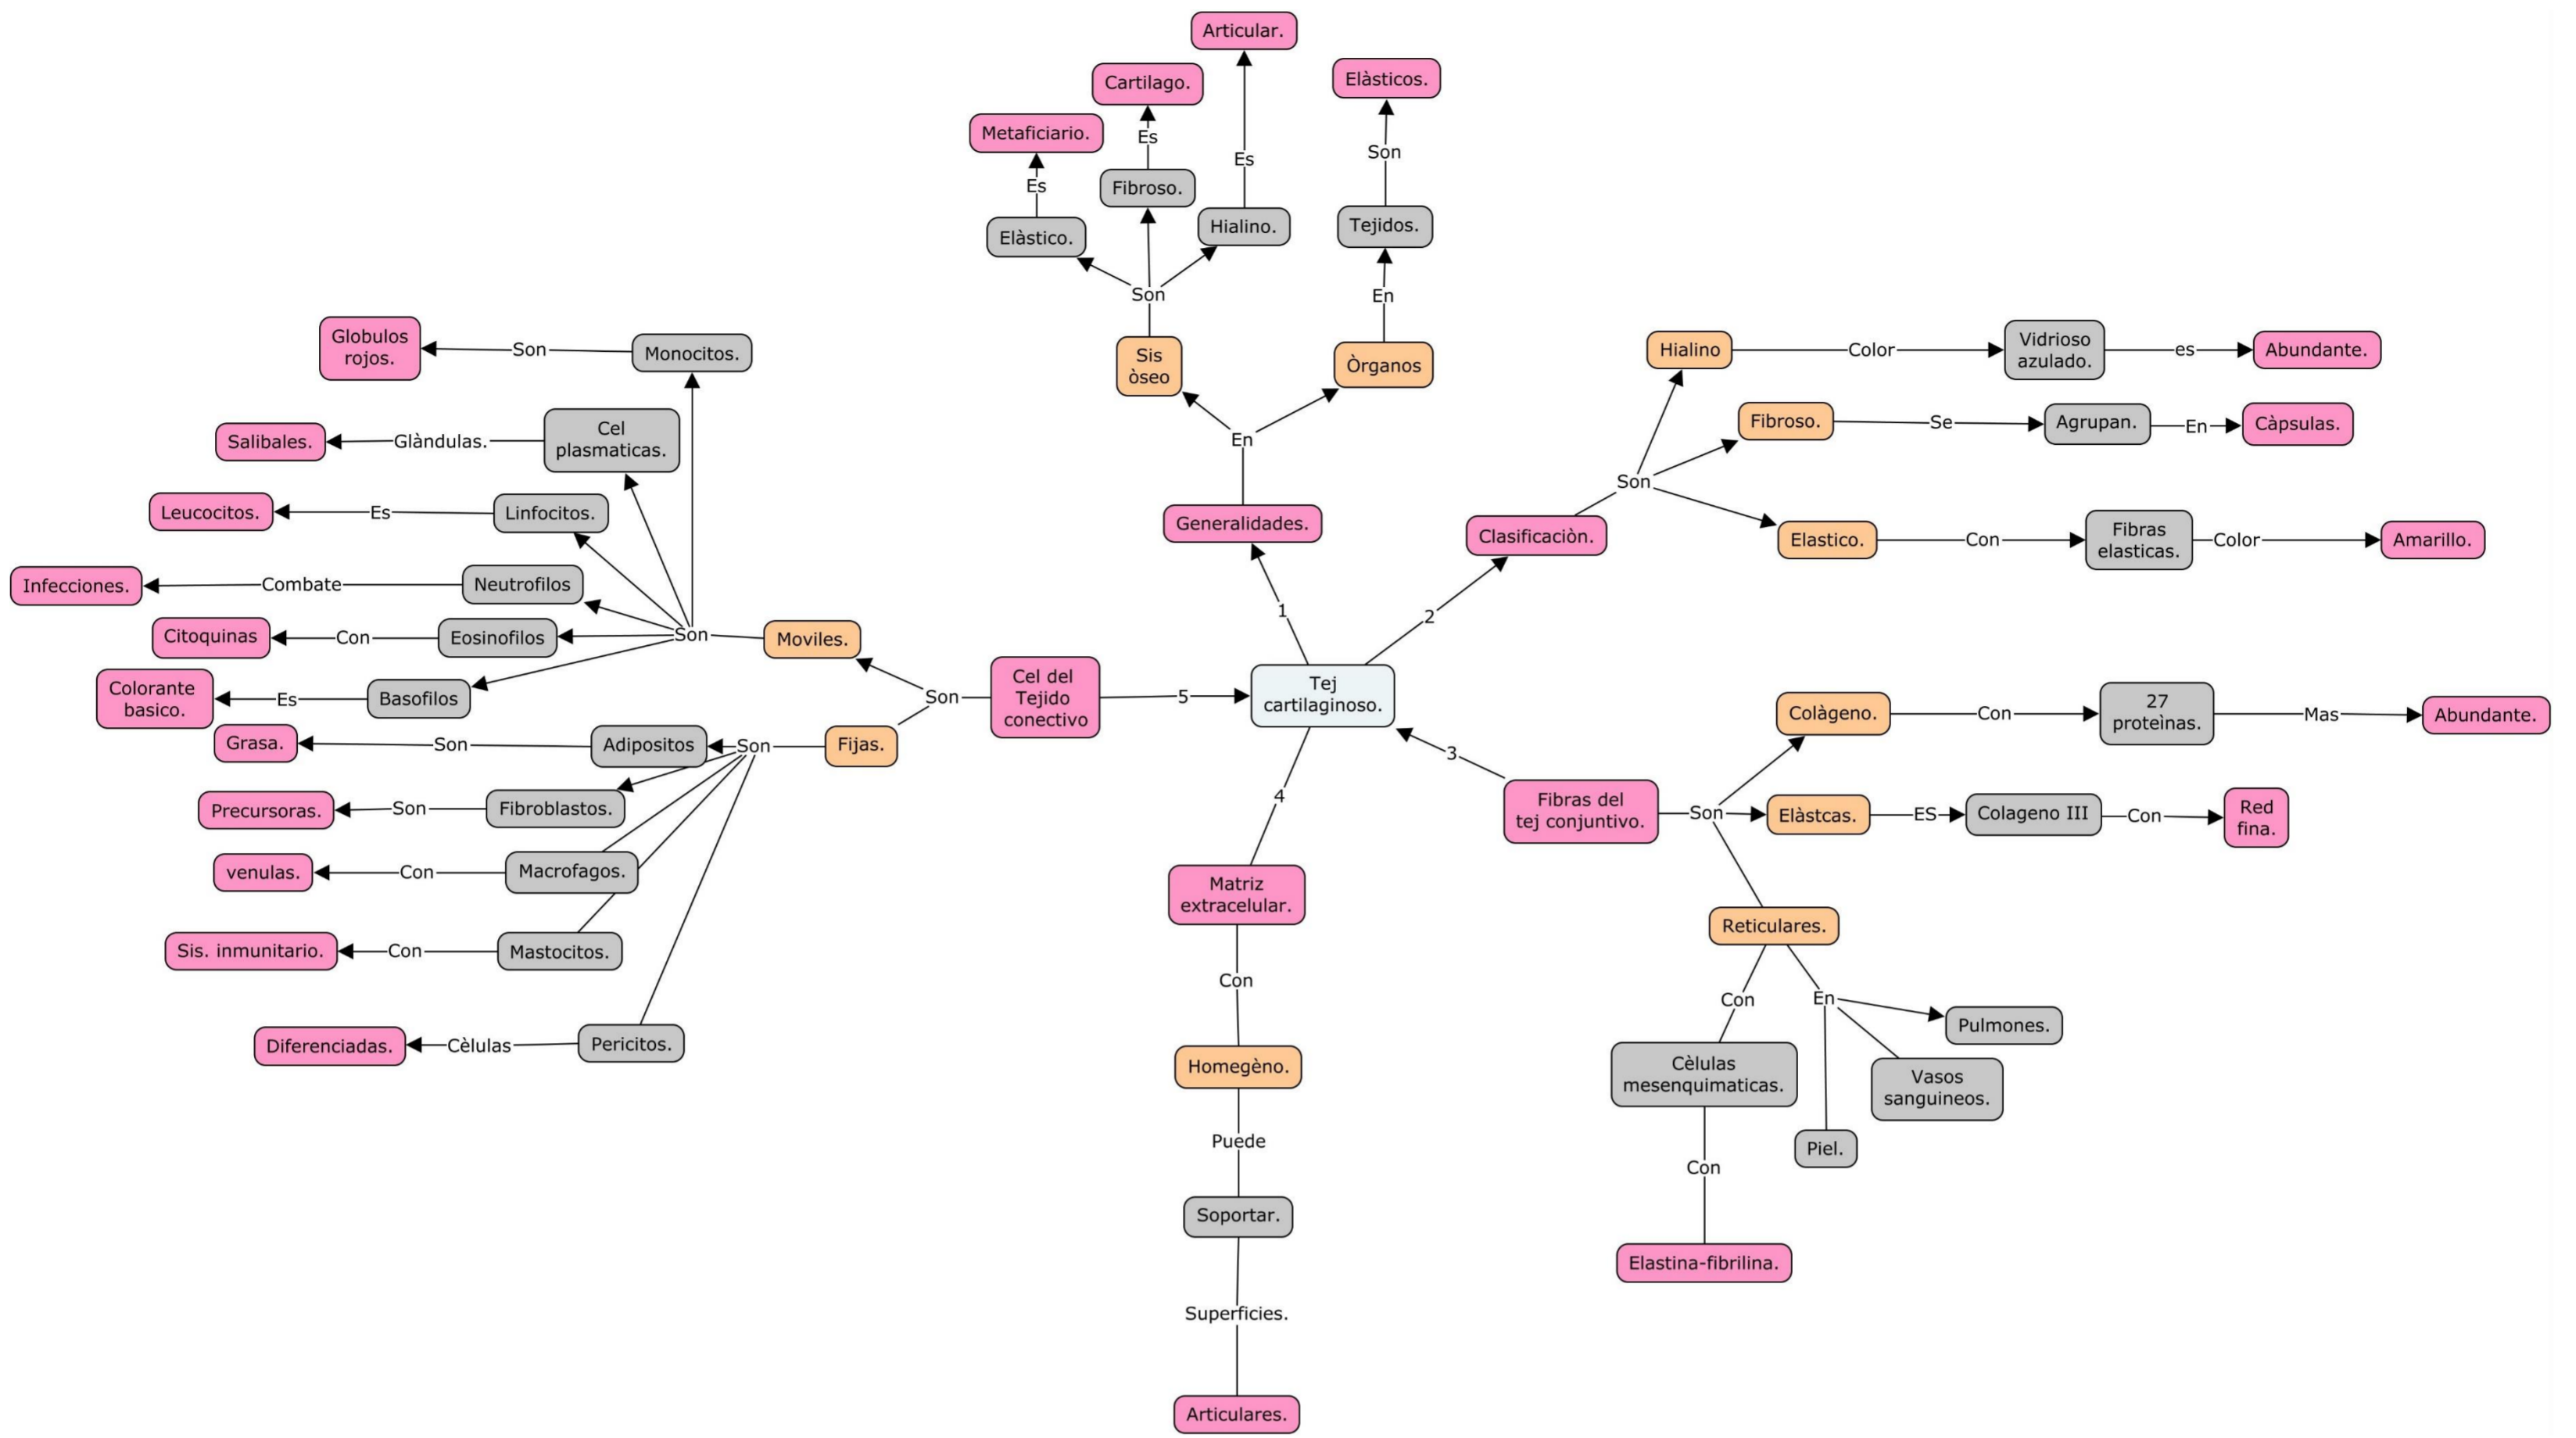 Articular.
Elàsticos.
Cartilago.
Metaficiario.
Es
Son
Es
Es
Fibroso.
Hialino.
Tejidos.
Elàstico.
Son
En
Sis
òseo
Òrganos
En
Generalidades.
1
Globulos
rojos.
Son
Monocitos.
Salibales.
Glàndulas.
Cel
plasmaticas.
Leucocitos.
Es
Linfocitos.
Infecciones.
Combate
Neutrofilos
Citoquinas
Con
Eosinofilos
Son
Moviles.
Colorante
basico.
Es
Basofilos
Grasa.
Son
Adipositos
Son
Fijas.
Son
Cel del
Tejido
conectivo
5
Tej
cartilaginoso.
Precursoras.
Son
Fibroblastos.
venulas.
Con
Macrofagos.
Sis. inmunitario.
Con
Mastocitos.
Diferenciadas.
Cèlulas
Pericitos.
2
Clasificaciòn.
Son
Hialino
Color
Vidrioso
azulado.
es
Abundante.
Fibroso.
Se
Agrupan.
En
Càpsulas.
Elastico.
Con
Fibras
elasticas.
Color
Amarillo.
3
Fibras del
tej conjuntivo.
Son
Colàgeno.
Con
27
proteìnas.
Mas
Abundante.
Elàstcas.
ES
Colageno III
Con
Red
fina.
Reticulares.
Con
En
Pulmones.
Cèlulas
mesenquimaticas.
Vasos
sanguineos.
Piel.
Con
Elastina-fibrilina.
4
Matriz
extracelular.
Con
Homegèno.
Puede
Soportar.
Superficies.
Articulares.